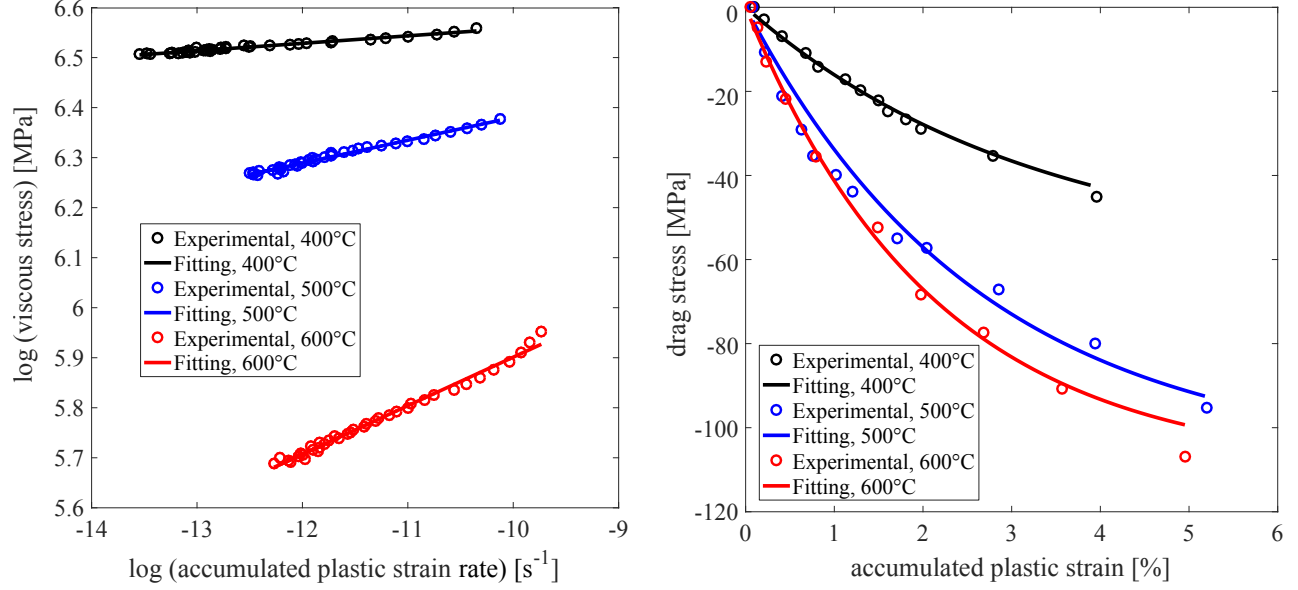 6.6
6.5
6.4
6.3
6.2
6.1
6
5.9
5.8
5.7
5.6
-14
-13
-12
-11
-10
-9
log (viscous stress) [MPa]
log (accumulated plastic strain rate) [s⁻¹]
Experimental, 400°C
Fitting, 400°C
Experimental, 500°C
Fitting, 500°C
Experimental, 600°C
Fitting, 600°C
0
-20
-40
-60
-80
-100
-120
0
1
2
3
4
5
6
drag stress [MPa]
accumulated plastic strain [%]
Experimental, 400°C
Fitting, 400°C
Experimental, 500°C
Fitting, 500°C
Experimental, 600°C
Fitting, 600°C